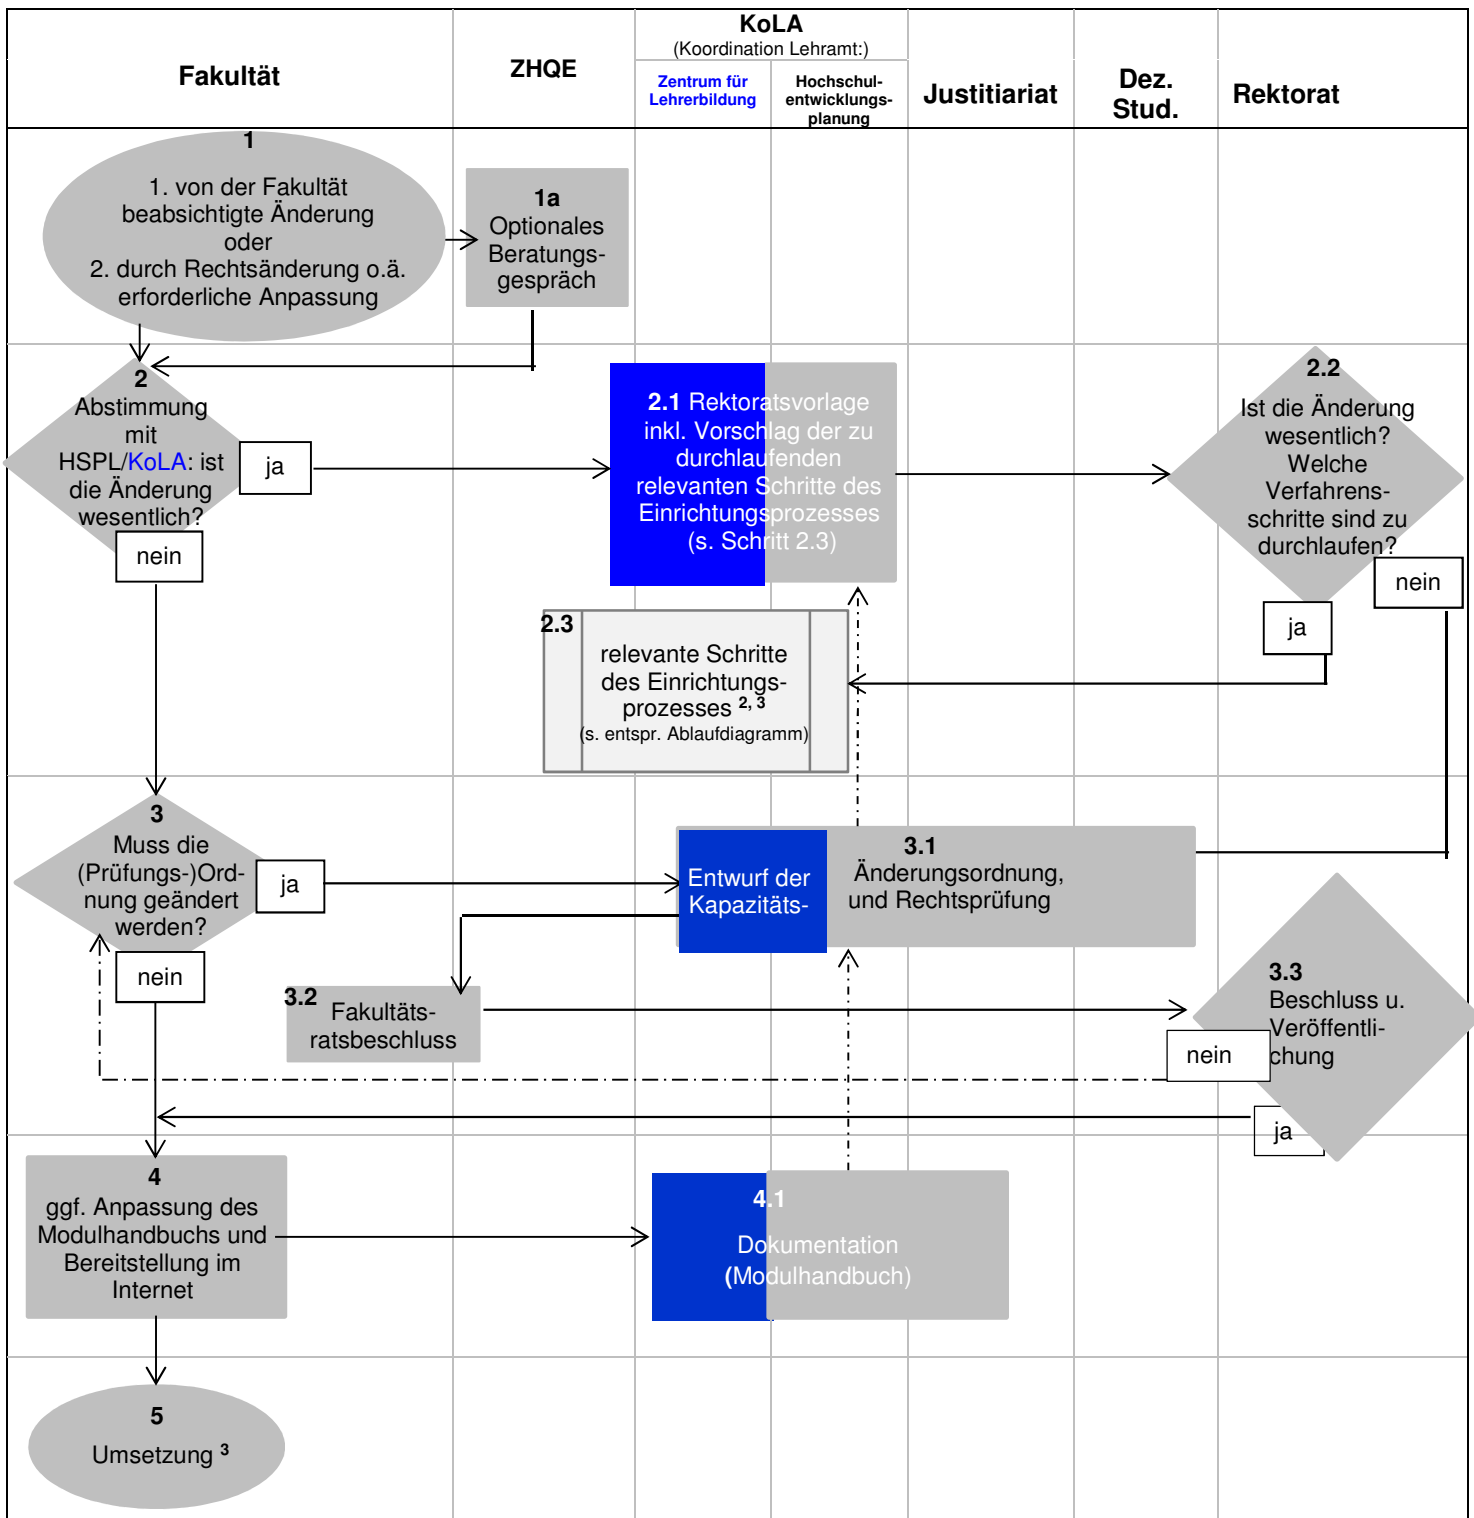 Fakultät
ZHQE
KoLA
(Koordination Lehramt:)
Zentrum für
Lehrerbildung
Hochschul-
entwicklungs-
planung
Justitiariat
Dez.
Stud.
Rektorat
1
1. von der Fakultät
beabsichtigte Änderung
oder
2. durch Rechtsänderung o.ä.
erforderliche Anpassung
1a
Optionales
Beratungs-
gespräch
2
Abstimmung
mit
HSPL/KoLA: ist
die Änderung
wesentlich?
ja
nein
2.1 Rektoratsvorlage
inkl. Vorschlag der zu
durchlaufenden
relevanten Schritte des
Einrichtungsprozesses
(s. Schritt 2.3)
2.2
Ist die Änderung
wesentlich?
Welche
Verfahrens-
schritte sind zu
durchlaufen?
nein
ja
2.3
relevante Schritte
des Einrichtungs-
prozesses 2, 3
(s. entspr. Ablaufdiagramm)
3
Muss die
(Prüfungs-)Ord-
nung geändert
werden?
ja
nein
3.1
Entwurf der Änderungsordnung,
Kapazitäts- und Rechtsprüfung
3.2
Fakultäts-
ratsbeschluss
3.3
Beschluss u.
Veröffentli-
chung
nein
ja
4
ggf. Anpassung des
Modulhandbuchs und
Bereitstellung im
Internet
4.1
Dokumentation
(Modulhandbuch)
5
Umsetzung 3